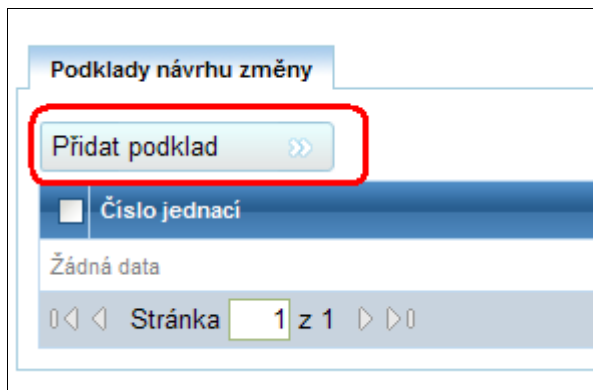 Podklady návrhu změny
Přidat podklad
Číslo jednací
Žádná data
Stránka 1 z 1